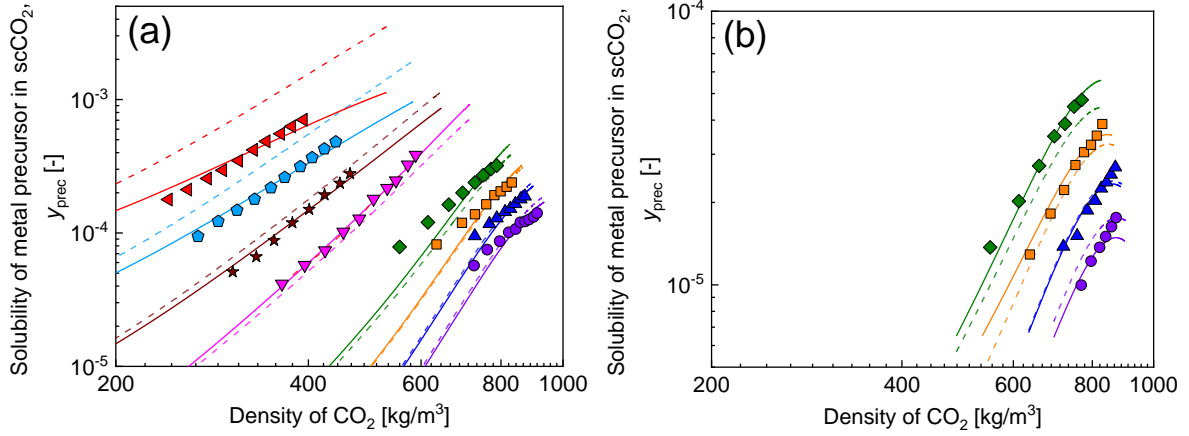 (a)
Solubility of metal precursor in scCO₂,
y_prec [-]
10⁻³
10⁻⁴
10⁻⁵
200
400
600
800
1000
Density of CO₂ [kg/m³]
(b)
Solubility of metal precursor in scCO₂,
y_prec [-]
10⁻⁴
10⁻⁵
200
400
600
800
1000
Density of CO₂ [kg/m³]